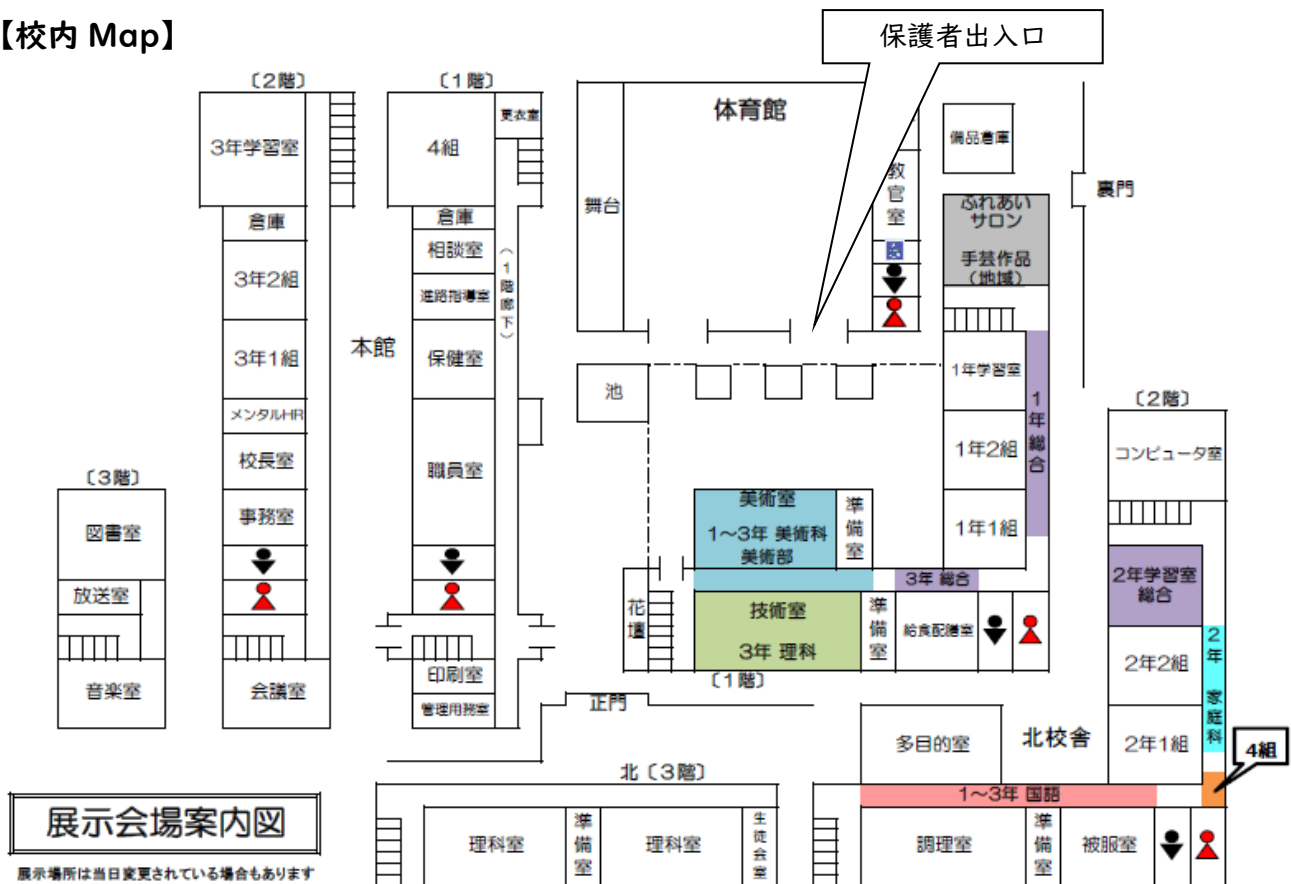 【校内 Map】
保護者出入口
〔2階〕
3年学習室
倉庫
3年2組
3年1組
メンタルHR
校長室
事務室
会議室
〔1階〕
更衣室
4組
倉庫
相談室
進路指導室
保健室
職員室
印刷室
管理用務室
(1階廊下)
本館
〔3階〕
図書室
放送室
音楽室
体育館
舞台
教官室
備品倉庫
裏門
ふれあい
サロン
手芸作品
(地域)
池
1年学習室
1年2組
1年1組
1年総合
美術室
1~3年 美術科
美術部
準備室
3年 総合
花壇
技術室
3年 理科
準備室
給食配膳室
〔1階〕
正門
〔2階〕
コンピュータ室
2年学習室
総合
2年2組
2年1組
2年 家庭科
4組
多目的室
北校舎
1~3年 国語
調理室
準備室
被服室
北〔3階〕
理科室
準備室
理科室
生徒会室
展示会場案内図
展示場所は当日変更されている場合もあります